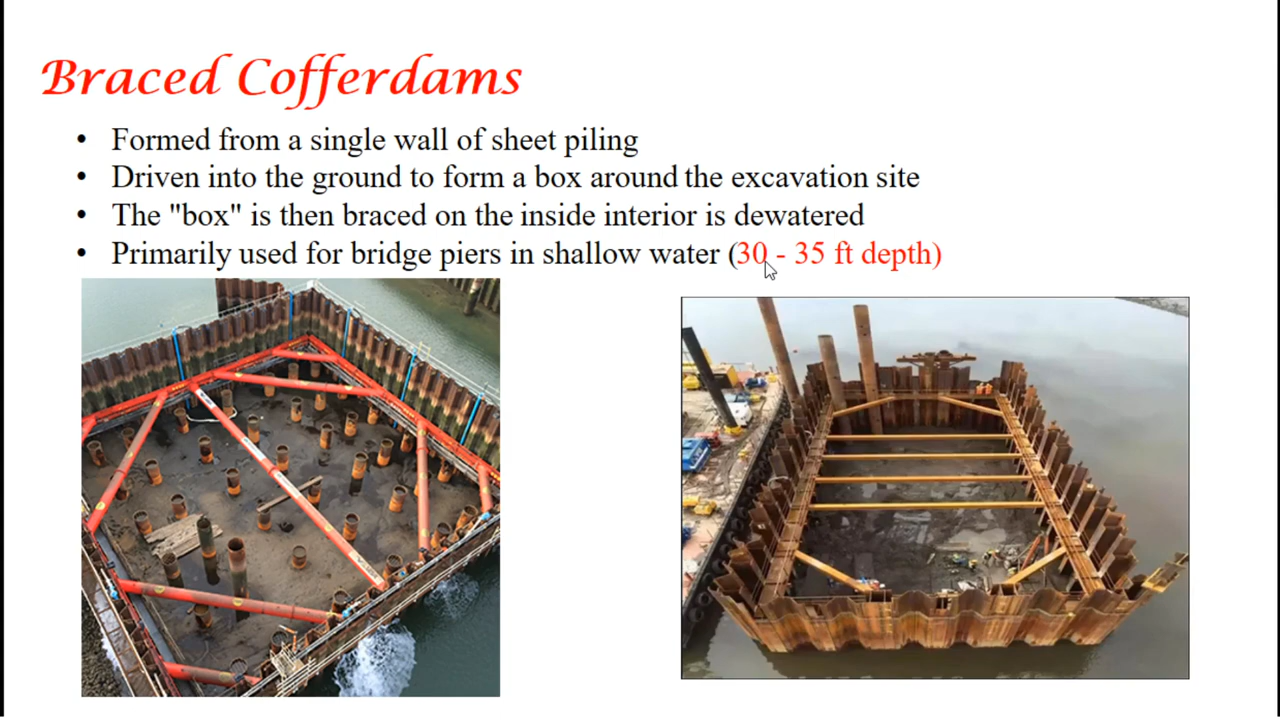 Braced Cofferdams
• Formed from a single wall of sheet piling
• Driven into the ground to form a box around the excavation site
• The "box" is then braced on the inside interior is dewatered
• Primarily used for bridge piers in shallow water (30 - 35 ft depth)